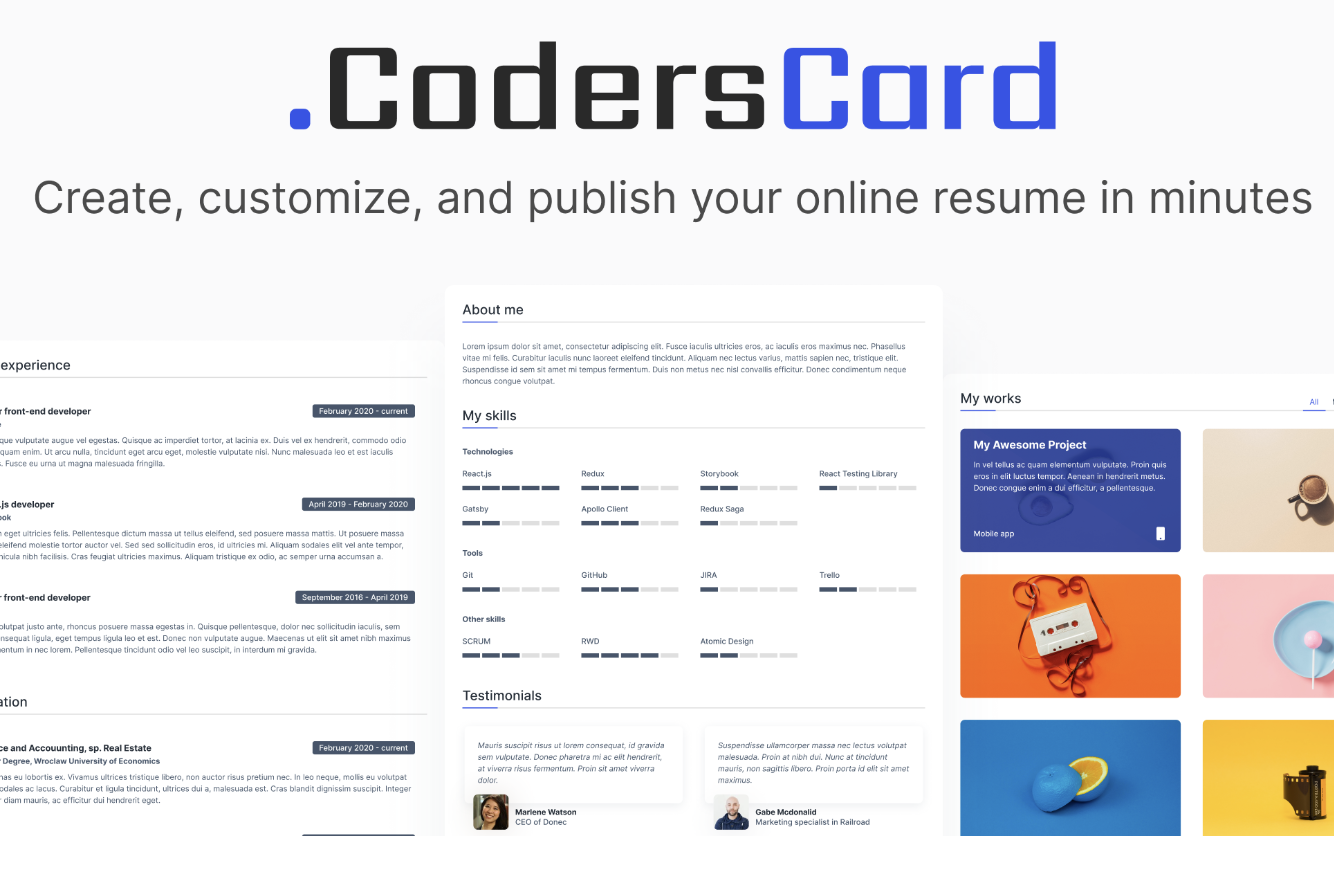 .CodersCard
Create, customize, and publish your online resume in minutes
experience
front-end developer
February 2020 - current
que vulputate augue vel egestas. Quisque ac imperdiet tortor, at lacinia ex. Duis vel ex hendrerit, commodo odio
quam enim. Ut arcu nulla, tincidunt eget arcu eget, molestie vulputate nisi. Nunc malesuada leo et est iaculis
. Fusce eu urna ut magna malesuada fringilla.
.js developer
April 2019 - February 2020
ook
eget ultricies felis. Pellentesque dictum massa ut tellus eleifend, sed posuere massa mattis. Ut posuere massa
eleifend molestie tortor auctor vel. Sed sed sollicitudin eros, id ultricies mi. Aliquam sodales elit vel ante tempor,
hicula nibh facilisis. Cras feugiat ultricies maximus. Aliquam tristique ex odio, ac semper urna accumsan a.
front-end developer
September 2016 - April 2019
olutpat justo ante, rhoncus posuere massa egestas in. Quisque pellentesque, dolor nec sollicitudin iaculis, sem
nsequat ligula, eget tempus ligula leo et est. Donec non vulputate augue. Maecenas ut elit sit amet nibh maximus
mentum in nec lorem. Pellentesque tincidunt odio vel leo suscipit, in interdum mi gravida.
ation
ce and Accouunting, sp. Real Estate
February 2020 - current
Degree, Wroclaw University of Economics
nas eu lobortis ex. Vivamus ultrices tristique libero, non auctor risus pretium nec. In leo neque, mollis eu volutpat
odales ac lacus. Curabitur et ligula tincidunt, ultrices dui a, malesuada est. Cras blandit dignissim suscipit. Integer
diam mauris, ac efficitur dui hendrerit eget.
About me
Lorem ipsum dolor sit amet, consectetur adipiscing elit. Fusce iaculis ultricies eros, ac iaculis eros maximus nec. Phasellus
vitae mi felis. Curabitur iaculis nunc laoreet eleifend tincidunt. Aliquam nec lectus varius, mattis sapien nec, tristique elit.
Suspendisse id sem sit amet mi tempus fermentum. Duis non metus nec nisl convallis efficitur. Donec condimentum neque
rhoncus congue volutpat.
My skills
Technologies
React.js Redux Storybook React Testing Library
Gatsby Apollo Client Redux Saga
Tools
Git GitHub JIRA Trello
Other skills
SCRUM RWD Atomic Design
Testimonials
Mauris suscipit risus ut lorem consequat, id gravida
semper. Donec pharetra mi ac elit hendrerit,
at viverra risus fermentum. Proin sit amet viverra
dolor.
Marlene Watson
CEO of Donec
Suspendisse ullamcorper massa nec lectus volutpat
malesuada. Proin at nibh dui. Nunc at tincidunt
mauris, non sagittis libero. Proin porta id elit sit amet
maximus.
Gabe Mcdonalid
Marketing specialist in Railroad
My works
All
My Awesome Project
In vel tellus ac quam elementum vulputate. Proin quis
eros in elit luctus tempor. Aenean in hendrerit metus.
Donec congue enim a dui efficitur, a pellentesque.
Mobile app